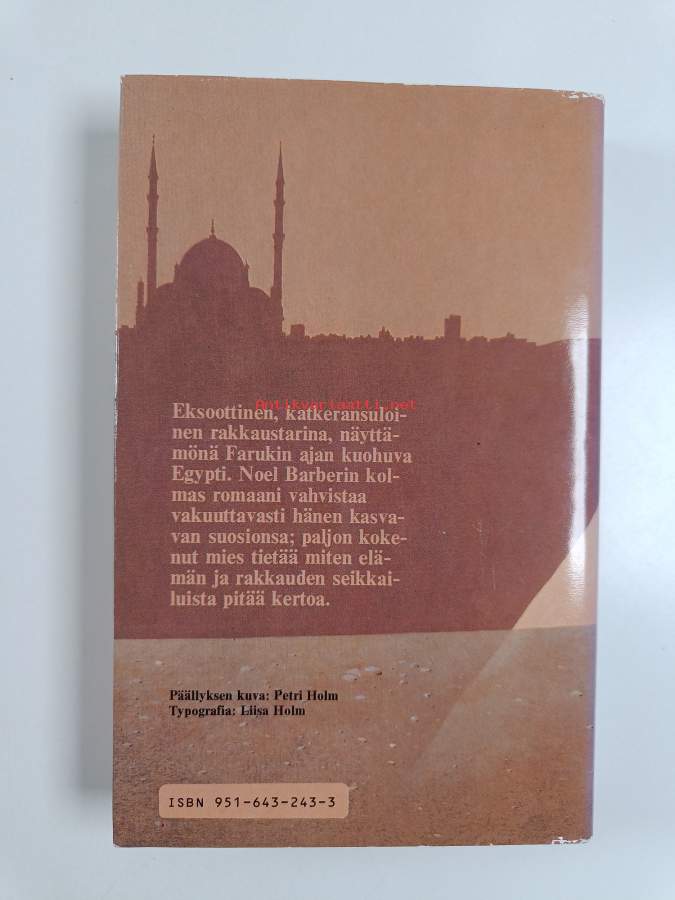 Antikvariaatti.net
Eksoottinen, katkeransuloi-
nen rakkaustarina, näyttä-
mönä Farukin ajan kuohuva
Egypti. Noel Barberin kol-
mas romaani vahvistaa
vakuuttavasti hänen kasva-
van suosionsa; paljon koke-
nut mies tietää miten elä-
män ja rakkauden seikkai-
luista pitää kertoa.
Päällyksen kuva: Petri Holm
Typografia: Liisa Holm
ISBN 951-643-243-3